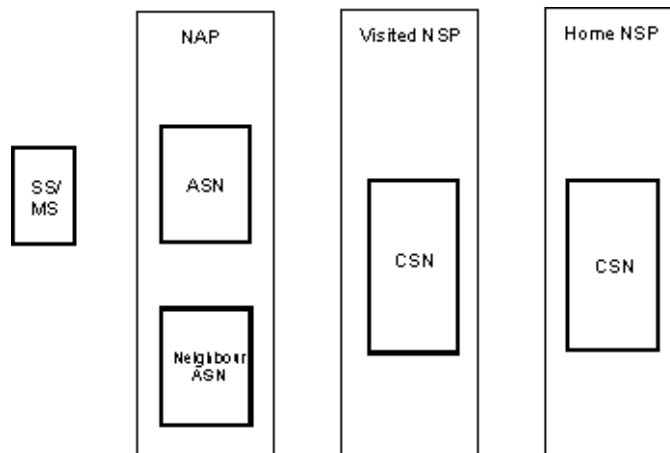 NAP
Visited NSP
Home NSP
SS/
MS
ASN
CSN
CSN
Neighbour
ASN